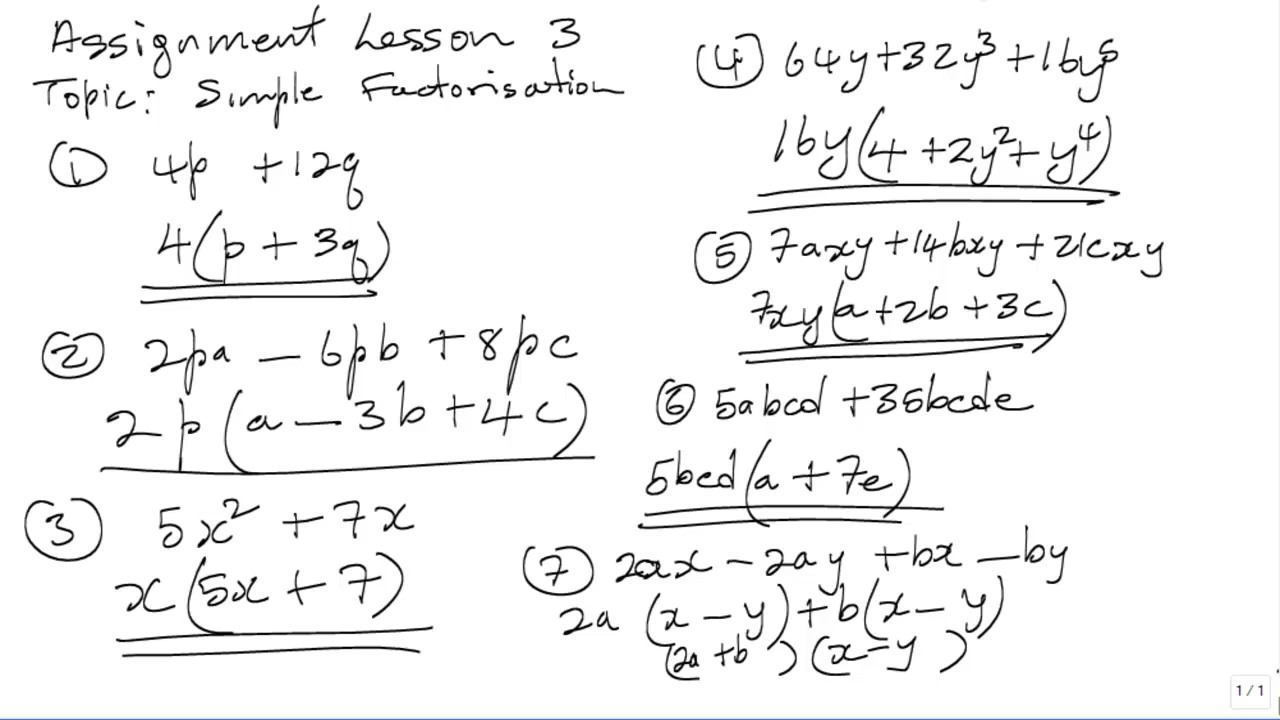 Assignment Lesson 3
Topic: Simple Factorisation
① 4p + 12q
4(p + 3q)
② 2pa - 6pb + 8pc
2p(a - 3b + 4c)
③ 5x² + 7x
x(5x + 7)
④ 64y + 32y³ + 16y⁵
16y(4 + 2y² + y⁴)
⑤ 7axy + 14bxy + 21cxy
7xy(a + 2b + 3c)
⑥ 5abcd + 35bcde
5bcd(a + 7e)
⑦ 2ax - 2ay + bx - by
2a (x - y) + b(x - y)
(2a + b) (x - y)
1 / 1